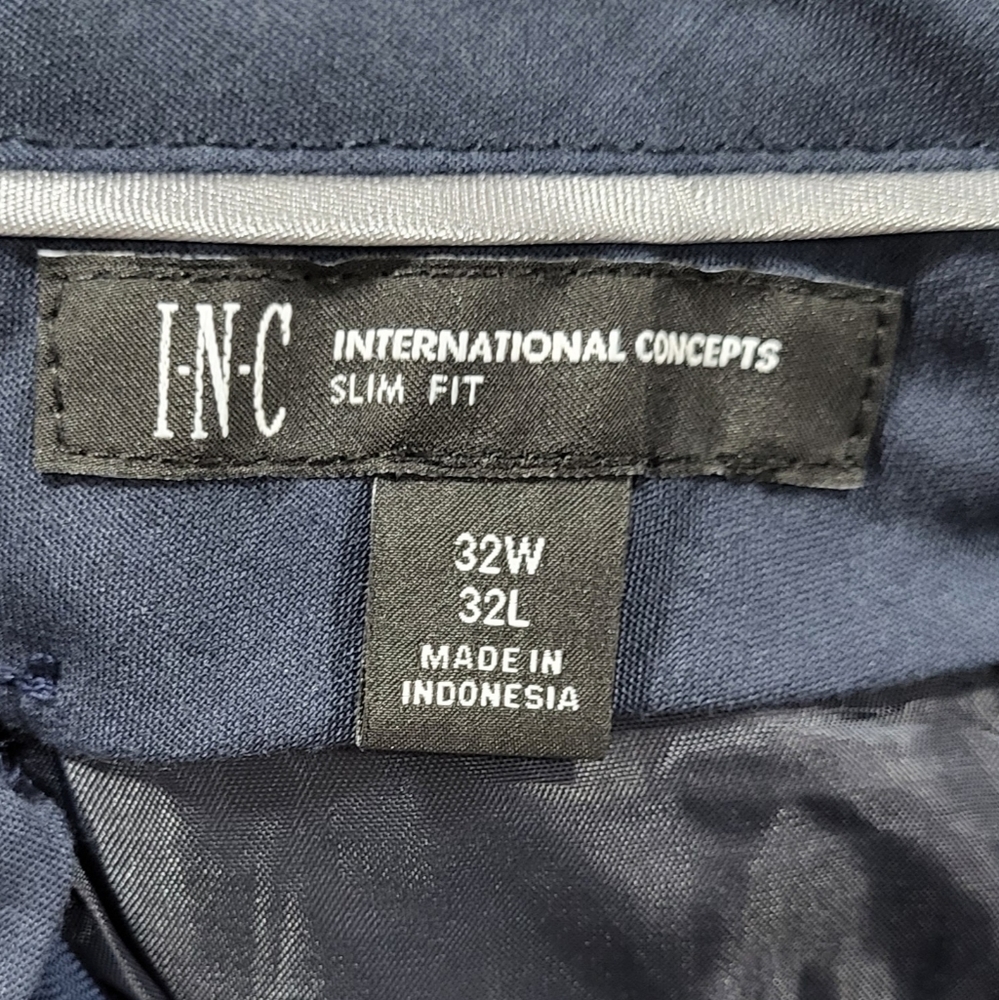 I-N-C INTERNATIONAL CONCEPTS
SLIM FIT
32W
32L
MADE IN
INDONESIA